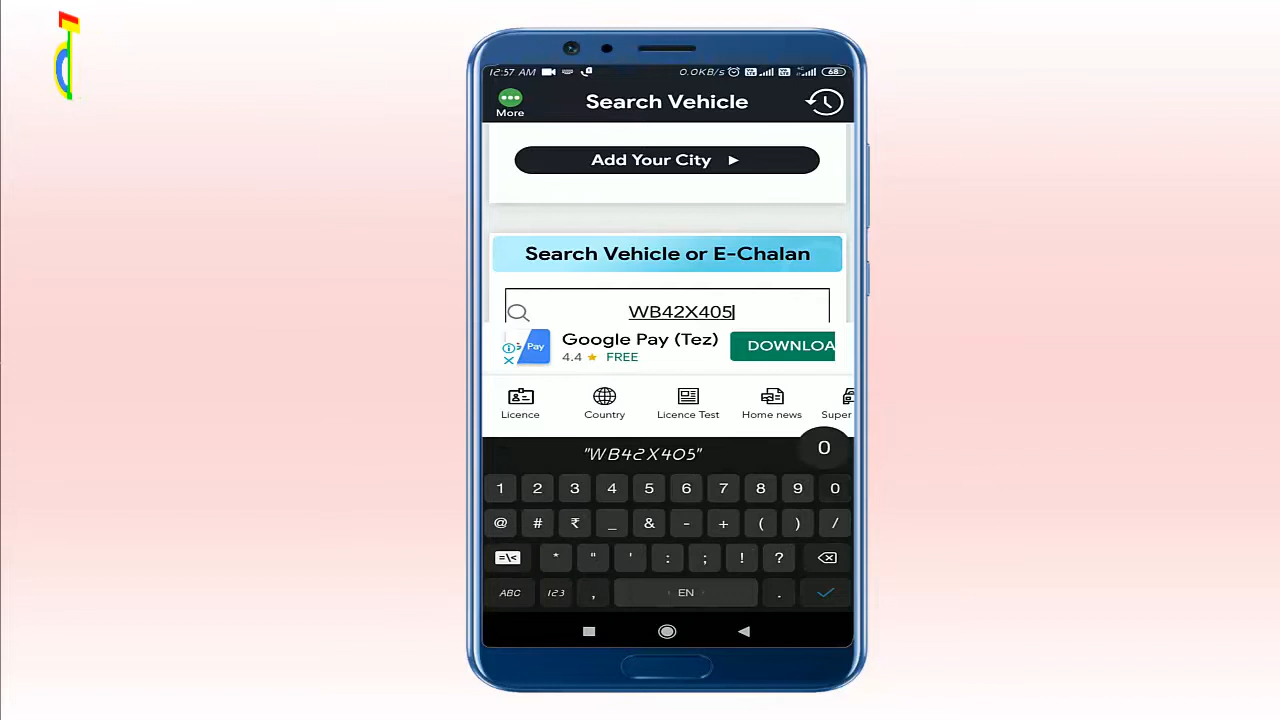 12:57 AM 0.0KB/s 68
More
Search Vehicle
Add Your City ►
Search Vehicle or E-Chalan
WB42X405
Pay
Google Pay (Tez)
4.4 ★ FREE
DOWNLOA
Licence Country Licence Test Home news Super
"WB42X405"
0
1 2 3 4 5 6 7 8 9 0
@ # ₹ _ & - + ( ) /
=\< * " ' : ; ! ?
ABC 123 , EN .